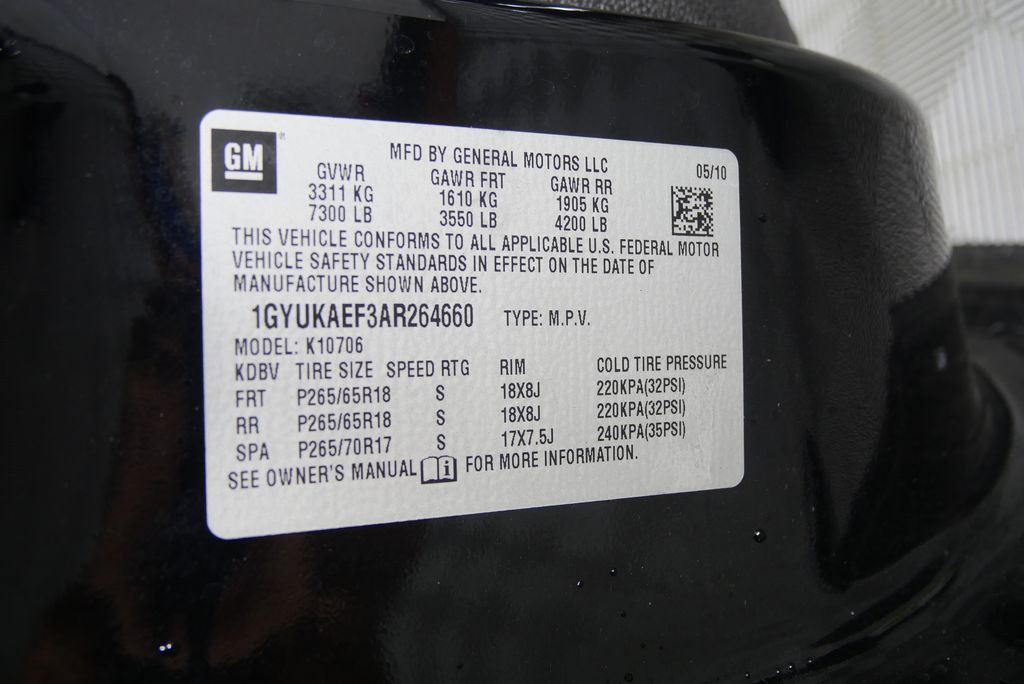 GM
MFD BY GENERAL MOTORS LLC
05/10
GVWR GAWR FRT GAWR RR
3311 KG 1610 KG 1905 KG
7300 LB 3550 LB 4200 LB
THIS VEHICLE CONFORMS TO ALL APPLICABLE U.S. FEDERAL MOTOR
VEHICLE SAFETY STANDARDS IN EFFECT ON THE DATE OF
MANUFACTURE SHOWN ABOVE.
1GYUKAEF3AR264660 TYPE: M.P.V.
MODEL: K10706
KDBV TIRE SIZE SPEED RTG RIM COLD TIRE PRESSURE
FRT P265/65R18 S 18X8J 220KPA(32PSI)
RR P265/65R18 S 18X8J 220KPA(32PSI)
SPA P265/70R17 S 17X7.5J 240KPA(35PSI)
SEE OWNER'S MANUAL i FOR MORE INFORMATION.